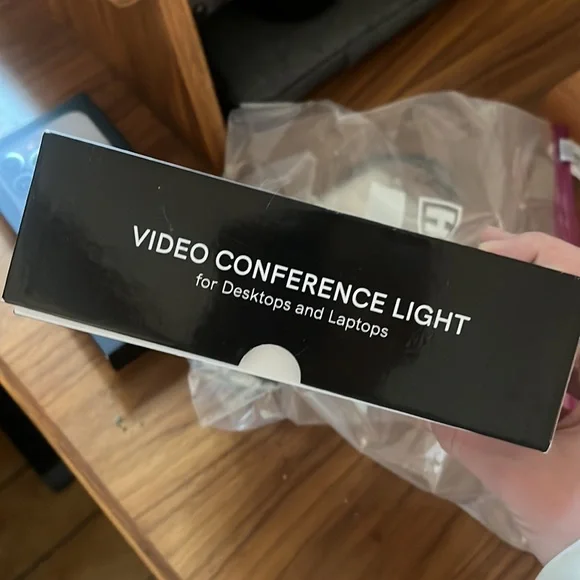 VIDEO CONFERENCE LIGHT
for Desktops and Laptops